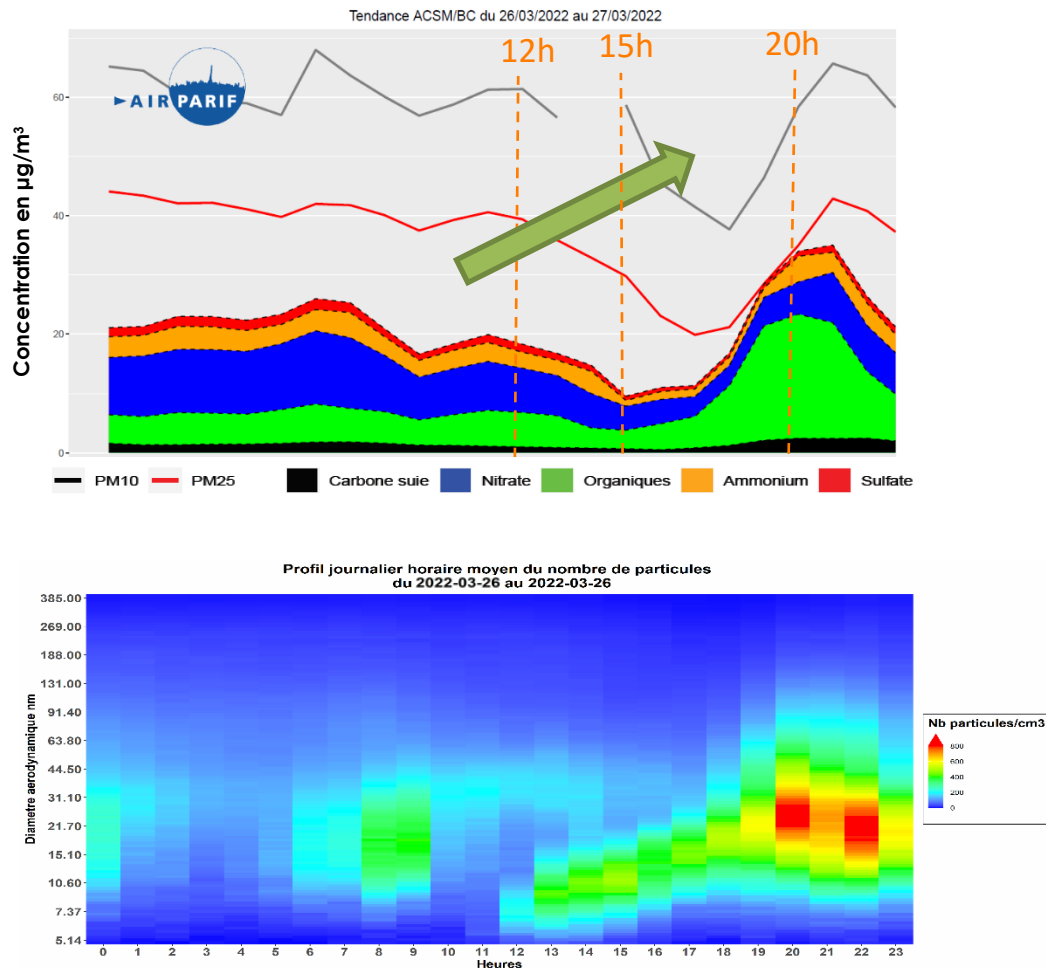 Tendance ACSM/BC du 26/03/2022 au 27/03/2022
12h
15h
20h
AIRPARIF
Concentration en µg/m³
60
40
20
0
PM10 PM25 Carbone suie Nitrate Organiques Ammonium Sulfate
Profil journalier horaire moyen du nombre de particules
du 2022-03-26 au 2022-03-26
Diametre aerodynamique nm
385.00
269.00
188.00
131.00
91.40
63.80
44.50
31.10
21.70
15.10
10.60
7.37
5.14
0 1 2 3 4 5 6 7 8 9 10 11 12 13 14 15 16 17 18 19 20 21 22 23
Heures
Nb particules/cm3
800
600
400
200
0